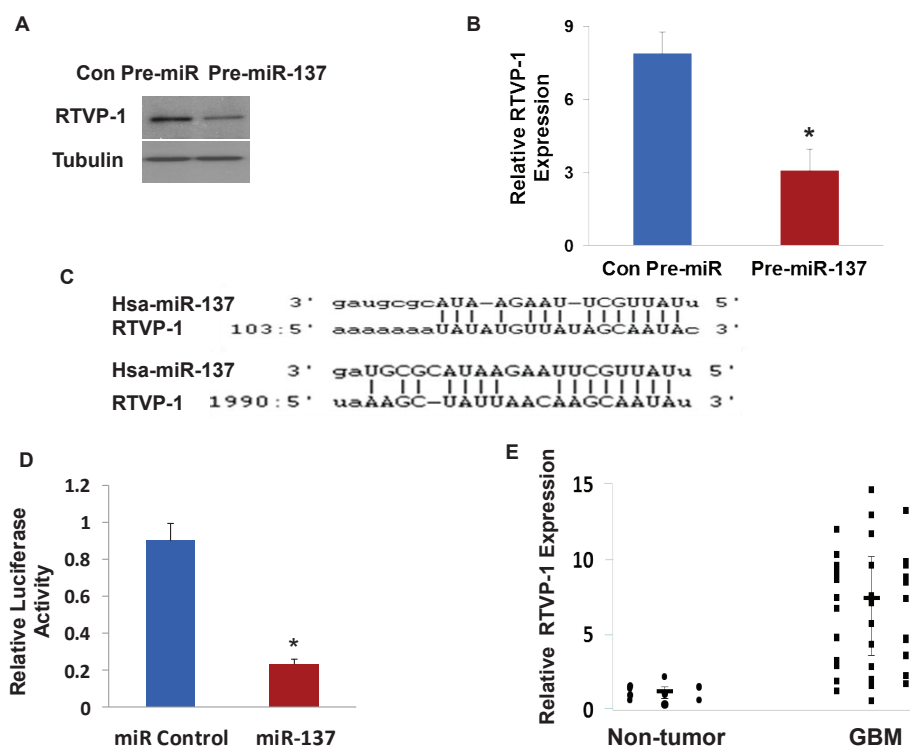 A
Con Pre-miR Pre-miR-137
RTVP-1
Tubulin
B
Relative RTVP-1
Expression
9
6
3
0
*
Con Pre-miR Pre-miR-137
C
Hsa-miR-137 3' gaugcgcAUA-AGAAU-UCGUUAUu 5'
RTVP-1 103:5' aaaaaaaUAUAUGUUAUAGCAAUAc 3'
Hsa-miR-137 3' gaUGCGCAUAAGAAUUCGUUAUu 5'
RTVP-1 1990:5' uaAAGC-UAUUAACAAGCAAUAu 3'
D
Relative Luciferase
Activity
1.2
1
0.8
0.6
0.4
0.2
0
*
miR Control miR-137
E
Relative RTVP-1 Expression
15
10
5
0
Non-tumor GBM